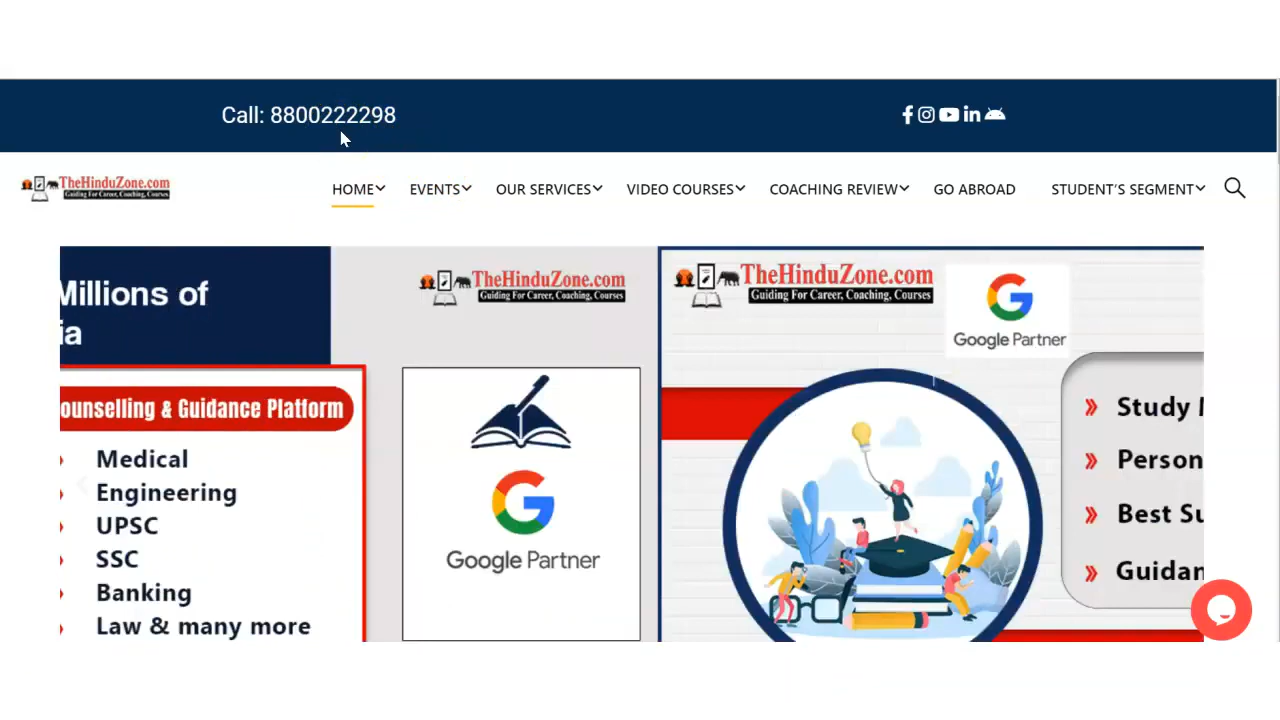 Call: 8800222298
TheHinduZone.com
Guiding For Career, Coaching, Courses
HOME
EVENTS
OUR SERVICES
VIDEO COURSES
COACHING REVIEW
GO ABROAD
STUDENT'S SEGMENT
Millions of
ia
ounselling & Guidance Platform
Medical
Engineering
UPSC
SSC
Banking
Law & many more
TheHinduZone.com
Guiding For Career, Coaching, Courses
Google Partner
TheHinduZone.com
Guiding For Career, Coaching, Courses
Google Partner
Study
Person
Best Su
Guidan